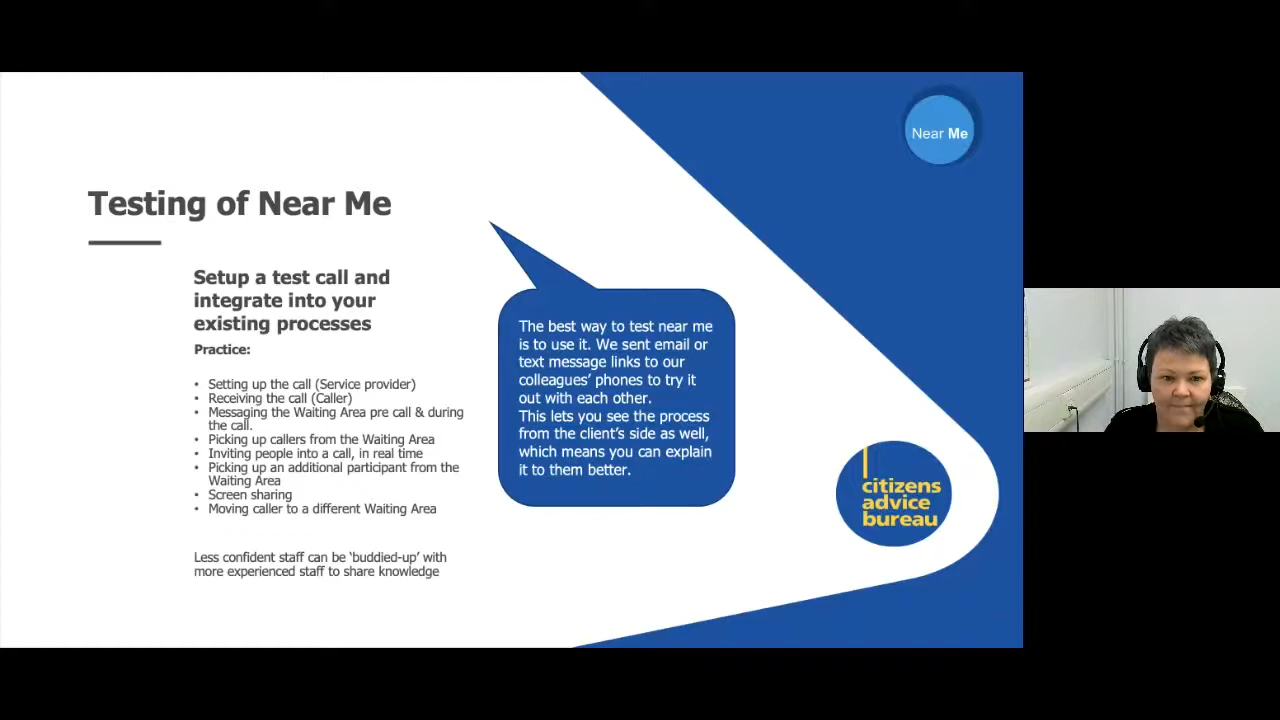 Near Me
Testing of Near Me
Setup a test call and
integrate into your
existing processes
Practice:
• Setting up the call (Service provider)
• Receiving the call (Caller)
• Messaging the Waiting Area pre call & during
the call.
• Picking up callers from the Waiting Area
• Inviting people into a call, in real time
• Picking up an additional participant from the
Waiting Area
• Screen sharing
• Moving caller to a different Waiting Area
Less confident staff can be ‘buddied-up’ with
more experienced staff to share knowledge
The best way to test near me
is to use it. We sent email or
text message links to our
colleagues’ phones to try it
out with each other.
This lets you see the process
from the client’s side as well,
which means you can explain
it to them better.
citizens
advice
bureau